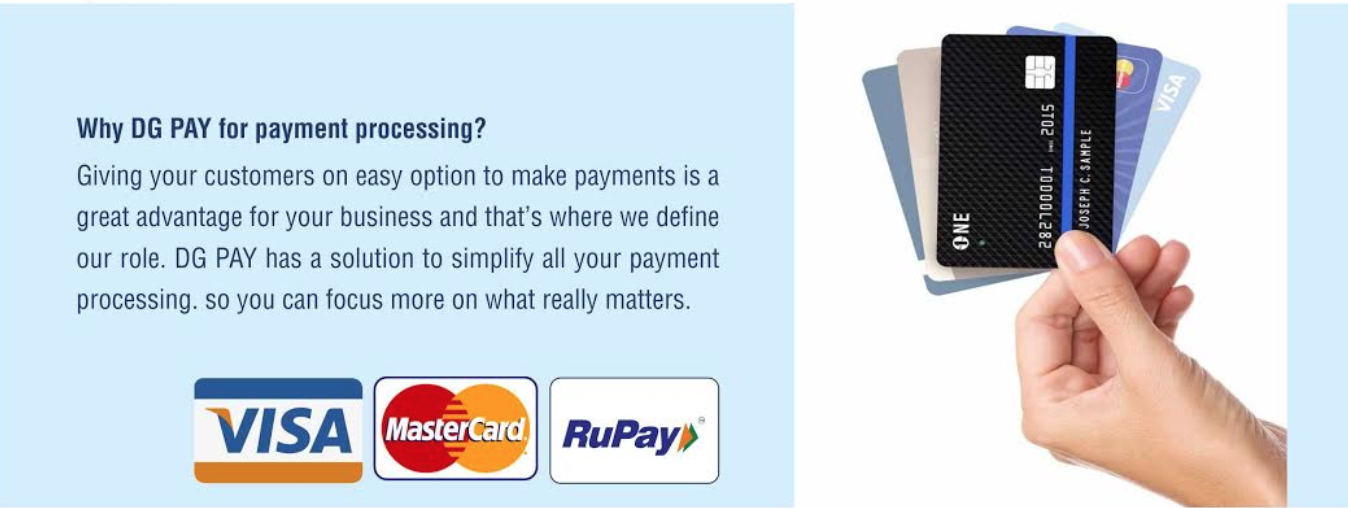 Why DG PAY for payment processing?
Giving your customers on easy option to make payments is a
great advantage for your business and that's where we define
our role. DG PAY has a solution to simplify all your payment
processing. so you can focus more on what really matters.
VISA
MasterCard
RuPay
ONE
282700001 2015
JOSEPH C. SAMPLE
VISA